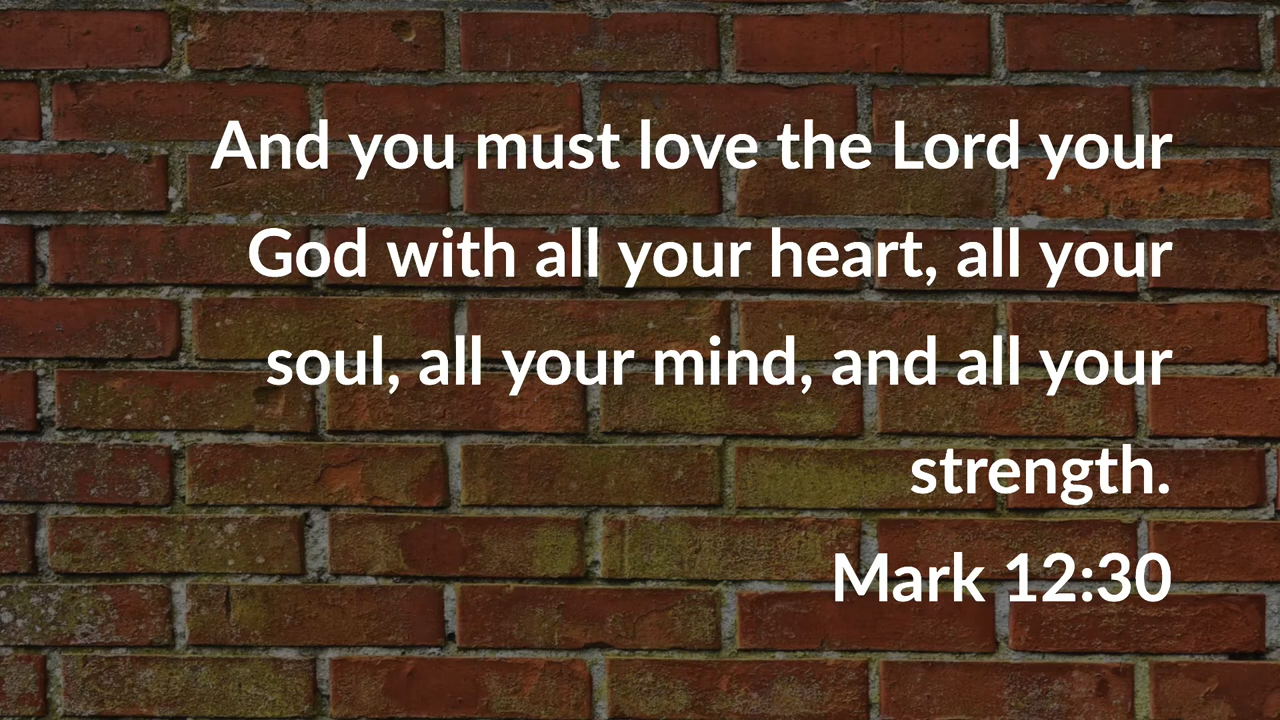 And you must love the Lord your
God with all your heart, all your
soul, all your mind, and all your
strength.
Mark 12:30